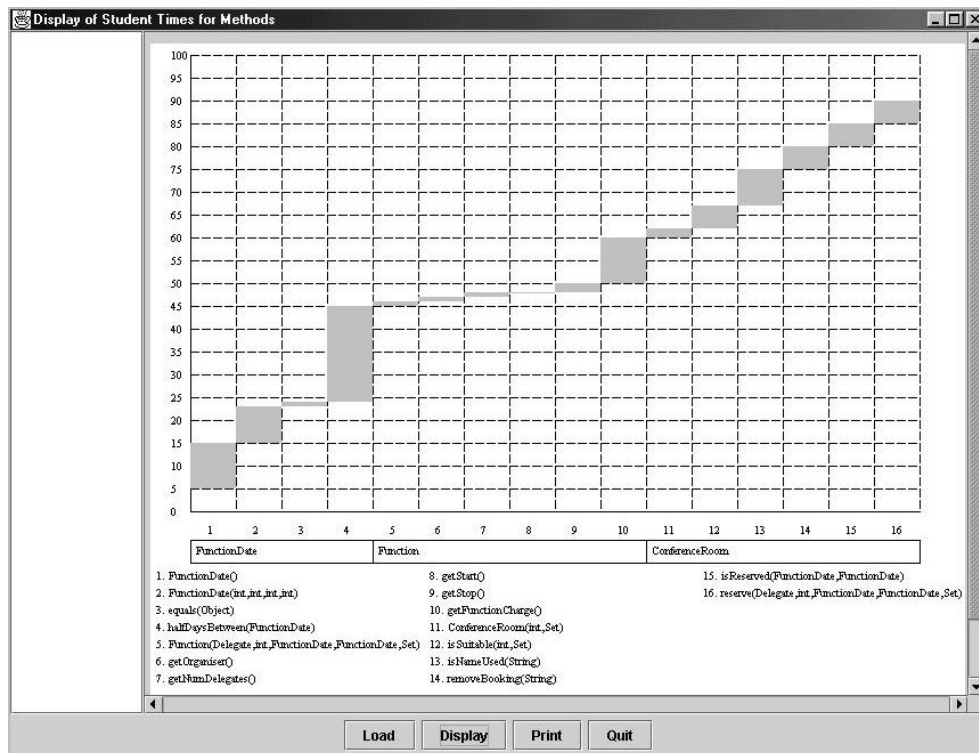 Display of Student Times for Methods
100
95
90
85
80
75
70
65
60
55
50
45
40
35
30
25
20
15
10
5
0
1 2 3 4 5 6 7 8 9 10 11 12 13 14 15 16
FunctionDate Function ConferenceRoom
1. FunctionDate()
2. FunctionDate(int,int,int,int)
3. equals(Object)
4. halfDaysBetween(FunctionDate)
5. Function(Delegate,int,FunctionDate,FunctionDate,Set)
6. getOrganiser()
7. getNumDelegates()
8. getStart()
9. getStop()
10. getFunctionCharge()
11. ConferenceRoom(int,Set)
12. isSuitable(int,Set)
13. isNameUsed(String)
14. removeBooking(String)
15. isReserved(FunctionDate,FunctionDate)
16. reserve(Delegate,int,FunctionDate,FunctionDate,Set)
Load Display Print Quit